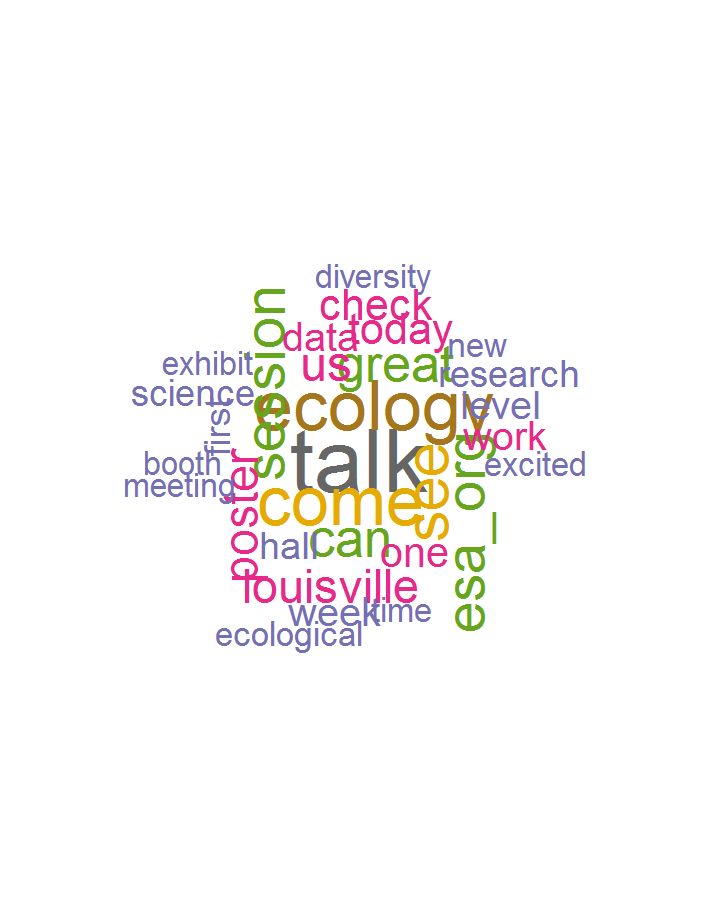 diversity
check
today
data
us
great
new
exhibit
research
science
session
ecology
level
first
work
talk
see
booth
excited
meeting
come
esa_org
poster
can
hall
one
louisville
week
time
ecological